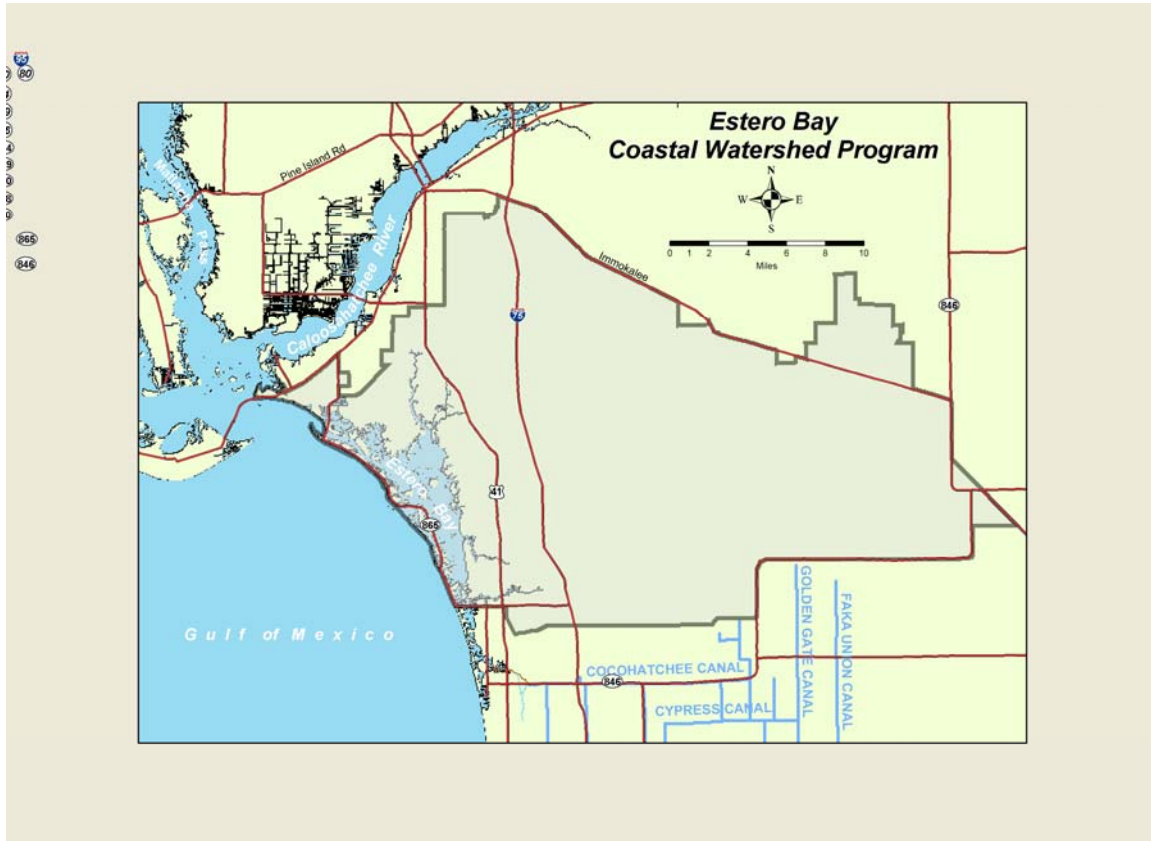 95
80
865
846
Estero Bay
Coastal Watershed Program
N
W E
S
0 1 2 4 6 8 10
Miles
Pine Island Rd
Matlacha
Pass
Caloosahatchee River
Immokalee
75
846
41
Estero Bay
865
Gulf of Mexico
COCOHATCHEE CANAL
846
CYPRESS CANAL
GOLDEN GATE CANAL
FAKA UNION CANAL